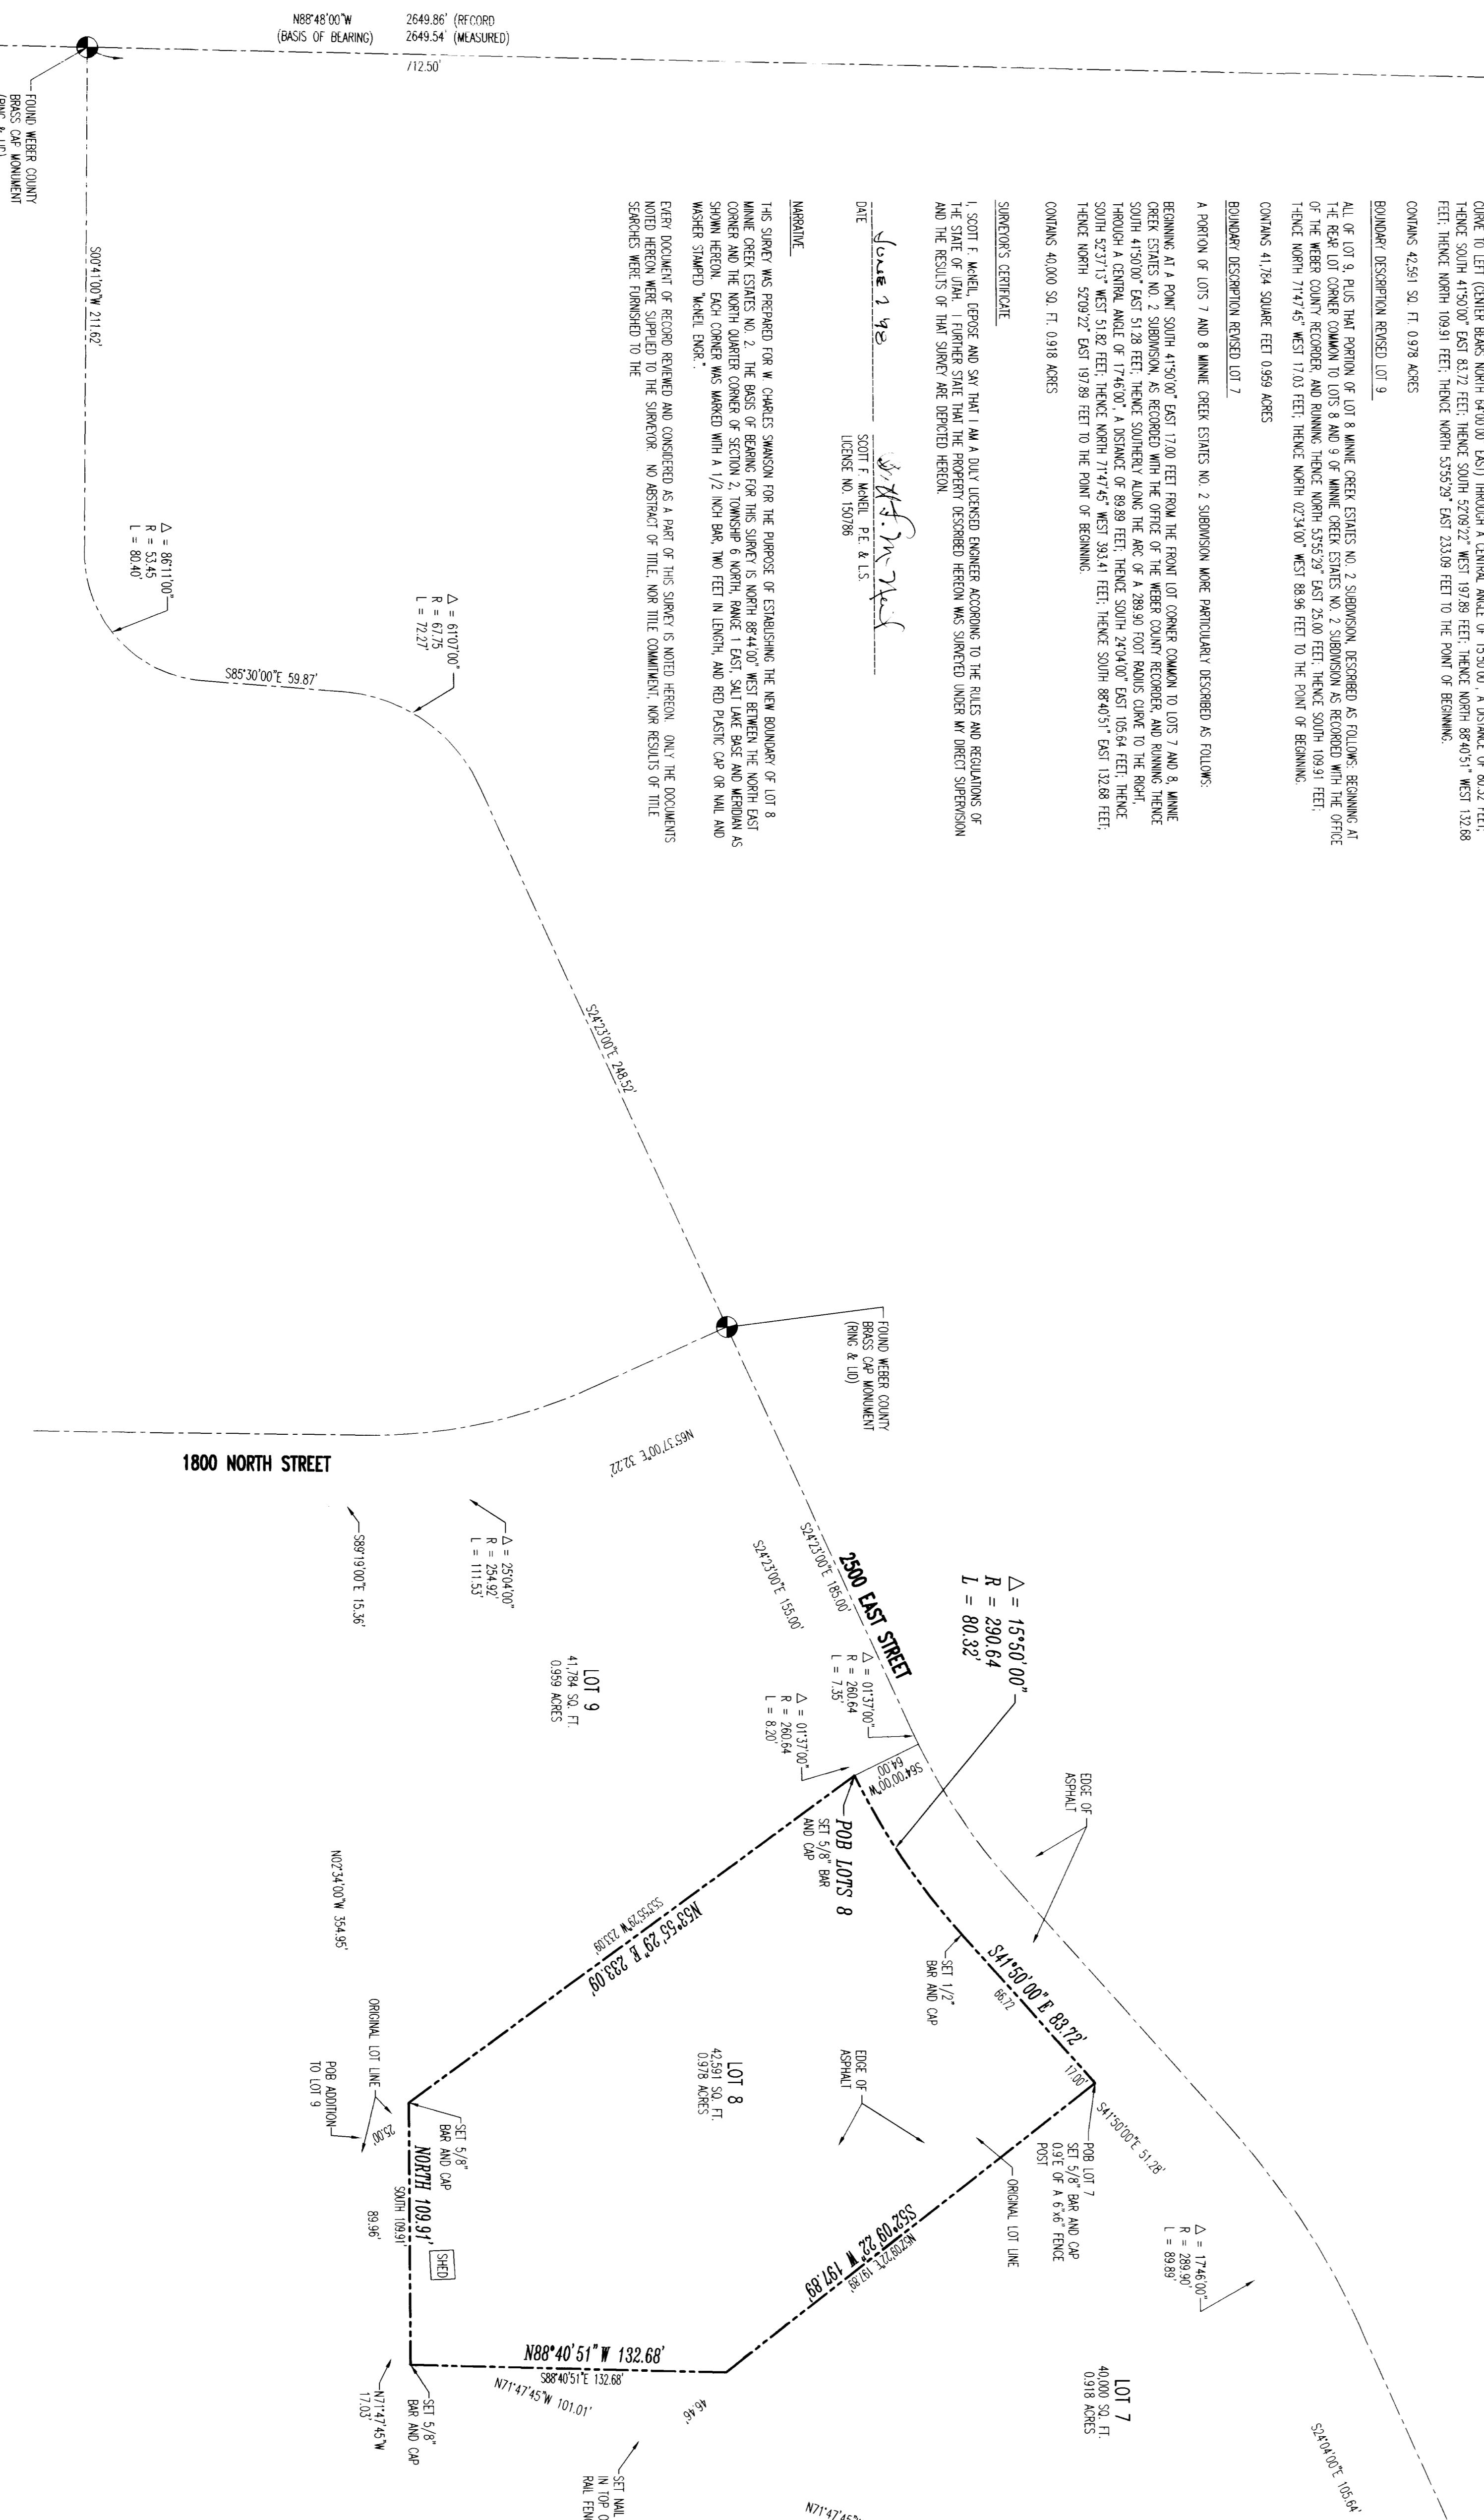 CURVE TO LEFT (CENTER BEARS NORTH 64°00'00" EAST) THROUGH A CENTRAL ANGLE OF 15°50'00", A DISTANCE OF 80.32 FEET;
THENCE SOUTH 41°50'00" EAST 83.72 FEET; THENCE SOUTH 52°09'22" WEST 197.89 FEET; THENCE NORTH 88°40'51" WEST 132.68
FEET; THENCE NORTH 109.91 FEET; THENCE NORTH 53°55'29" EAST 233.09 FEET TO THE POINT OF BEGINNING.
CONTAINS 42,591 SQ. FT. 0.978 ACRES
BOUNDARY DESCRIPTION REVISED LOT 9
ALL OF LOT 9, PLUS THAT PORTION OF LOT 8 MINNIE CREEK ESTATES NO. 2 SUBDIVISION, DESCRIBED AS FOLLOWS: BEGINNING AT
THE REAR LOT CORNER COMMON TO LOTS 8 AND 9 OF MINNIE CREEK ESTATES NO. 2 SUBDIVISION AS RECORDED WITH THE OFFICE
OF THE WEBER COUNTY RECORDER, AND RUNNING THENCE NORTH 53°55'29" EAST 25.00 FEET; THENCE SOUTH 109.91 FEET;
THENCE NORTH 71°47'45" WEST 17.03 FEET; THENCE NORTH 02°34'00" WEST 88.96 FEET TO THE POINT OF BEGINNING.
CONTAINS 41,784 SQUARE FEET 0.959 ACRES
BOUNDARY DESCRIPTION REVISED LOT 7
A PORTION OF LOTS 7 AND 8 MINNIE CREEK ESTATES NO. 2 SUBDIVISION MORE PARTICULARLY DESCRIBED AS FOLLOWS:
BEGINNING AT A POINT SOUTH 41°50'00" EAST 17.00 FEET FROM THE FRONT LOT CORNER COMMON TO LOTS 7 AND 8, MINNIE
CREEK ESTATES NO. 2 SUBDIVISION, AS RECORDED WITH THE OFFICE OF THE WEBER COUNTY RECORDER, AND RUNNING THENCE
SOUTH 41°50'00" EAST 51.28 FEET; THENCE SOUTHERLY ALONG THE ARC OF A 289.90 FOOT RADIUS CURVE TO THE RIGHT,
THROUGH A CENTRAL ANGLE OF 17°46'00", A DISTANCE OF 89.89 FEET; THENCE SOUTH 24°04'00" EAST 105.64 FEET; THENCE
SOUTH 52°37'13" WEST 51.82 FEET; THENCE NORTH 71°47'45" WEST 393.41 FEET; THENCE SOUTH 88°40'51" EAST 132.68 FEET;
THENCE NORTH 52°09'22" EAST 197.89 FEET TO THE POINT OF BEGINNING.
CONTAINS 40,000 SQ. FT. 0.918 ACRES
SURVEYOR'S CERTIFICATE
I, SCOTT F. McNEIL, DEPOSE AND SAY THAT I AM A DULY LICENSED ENGINEER ACCORDING TO THE RULES AND REGULATIONS OF
THE STATE OF UTAH. I FURTHER STATE THAT THE PROPERTY DESCRIBED HEREON WAS SURVEYED UNDER MY DIRECT SUPERVISION
AND THE RESULTS OF THAT SURVEY ARE DEPICTED HEREON.
JUNE 2 98
DATE
SCOTT F. McNEIL P.E. & L.S.
LICENSE NO. 150786
NARRATIVE
THIS SURVEY WAS PREPARED FOR W. CHARLES SWANSON FOR THE PURPOSE OF ESTABLISHING THE NEW BOUNDARY OF LOT 8
MINNIE CREEK ESTATES NO. 2. THE BASIS OF BEARING FOR THIS SURVEY IS NORTH 88°44'00" WEST BETWEEN THE NORTH EAST
CORNER AND THE NORTH QUARTER CORNER OF SECTION 2, TOWNSHIP 6 NORTH, RANGE 1 EAST, SALT LAKE BASE AND MERIDIAN AS
SHOWN HEREON. EACH CORNER WAS MARKED WITH A 1/2 INCH BAR, TWO FEET IN LENGTH, AND RED PLASTIC CAP OR NAIL AND
WASHER STAMPED "McNEIL ENGR.".
EVERY DOCUMENT OF RECORD REVIEWED AND CONSIDERED AS A PART OF THIS SURVEY IS NOTED HEREON. ONLY THE DOCUMENTS
NOTED HEREON WERE SUPPLIED TO THE SURVEYOR. NO ABSTRACT OF TITLE, NOR TITLE COMMITMENT, NOR RESULTS OF TITLE
SEARCHES WERE FURNISHED TO THE
N88°48'00"W 2649.86' (RECORD
(BASIS OF BEARING) 2649.54' (MEASURED)
712.50'
FOUND WEBER COUNTY
BRASS CAP MONUMENT
(RING & LID)
S00°41'00"W 211.62'
△ = 86°11'00"
R = 53.45
L = 80.40'
S85°30'00"E 59.87'
△ = 61°07'00"
R = 67.75
L = 72.27'
S24°23'00"E 248.52'
FOUND WEBER COUNTY
BRASS CAP MONUMENT
(RING & LID)
1800 NORTH STREET
N65°37'00"E 32.22'
△ = 25°04'00"
R = 254.92'
L = 111.53'
S89°19'00"E 15.36'
2500 EAST STREET
S24°23'00"E 185.00'
S24°23'00"E 155.00'
△ = 01°37'00"
R = 260.64
L = 7.35'
△ = 01°37'00"
R = 260.64
L = 8.20'
S64°00'00"W
64.00'
△ = 15°50'00"
R = 290.64
L = 80.32'
LOT 9
41,784 SQ. FT.
0.959 ACRES
POB LOTS 8
SET 5/8" BAR
AND CAP
EDGE OF
ASPHALT
S41°50'00"E 83.72'
66.72
17.00'
SET 1/2"
BAR AND CAP
N53°55'29"E 233.09'
S53°55'29"W 233.09'
N02°34'00"W 354.95'
ORIGINAL LOT LINE
POB ADDITION
TO LOT 9
25.00'
SET 5/8"
BAR AND CAP
NORTH 109.91'
SOUTH 109.91'
89.96'
SHED
LOT 8
42,591 SQ. FT.
0.978 ACRES
EDGE OF
ASPHALT
ORIGINAL LOT LINE
S41°50'00"E 51.28'
POB LOT 7
SET 5/8" BAR AND CAP
0.9'E OF A 6"x6" FENCE
POST
S52°09'22"W 197.89'
N52°09'22"E 197.89'
△ = 17°46'00"
R = 289.90'
L = 89.89'
N88°40'51"W 132.68'
S88°40'51"E 132.68'
N71°47'45"W 101.01'
46.46'
N71°47'45"W
17.03'
SET 5/8"
BAR AND CAP
LOT 7
40,000 SQ. FT.
0.918 ACRES
S24°04'00"E 105.64'
SET NAIL
IN TOP O
RAIL FEN
N71°47'45"